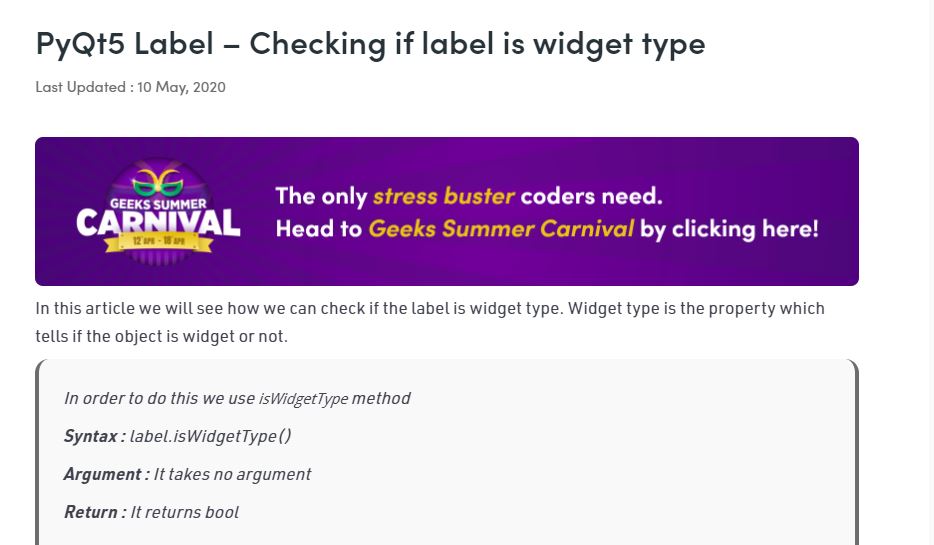 PyQt5 Label – Checking if label is widget type
Last Updated : 10 May, 2020
GEEKS SUMMER
CARNIVAL
12th APR - 18th APR
The only stress buster coders need.
Head to Geeks Summer Carnival by clicking here!
In this article we will see how we can check if the label is widget type. Widget type is the property which
tells if the object is widget or not.
In order to do this we use isWidgetType method
Syntax : label.isWidgetType()
Argument : It takes no argument
Return : It returns bool